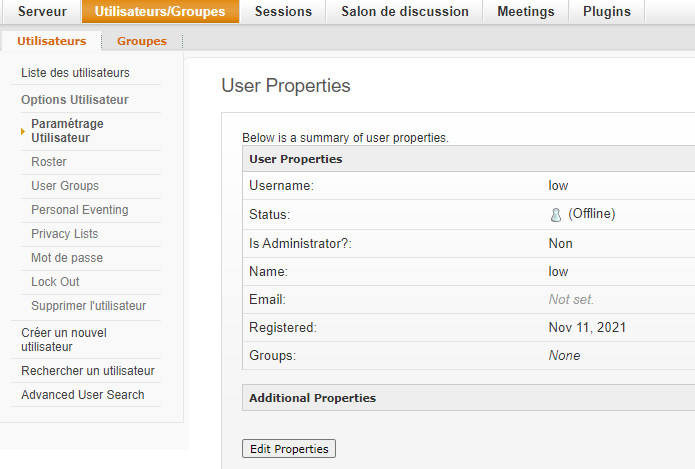 Serveur Utilisateurs/Groupes Sessions Salon de discussion Meetings Plugins
Utilisateurs Groupes
Liste des utilisateurs
Options Utilisateur
Paramétrage
Utilisateur
Roster
User Groups
Personal Eventing
Privacy Lists
Mot de passe
Lock Out
Supprimer l'utilisateur
Créer un nouvel
utilisateur
Rechercher un utilisateur
Advanced User Search
User Properties
Below is a summary of user properties.
User Properties
Username: low
Status: (Offline)
Is Administrator?: Non
Name: low
Email: Not set.
Registered: Nov 11, 2021
Groups: None
Additional Properties
Edit Properties